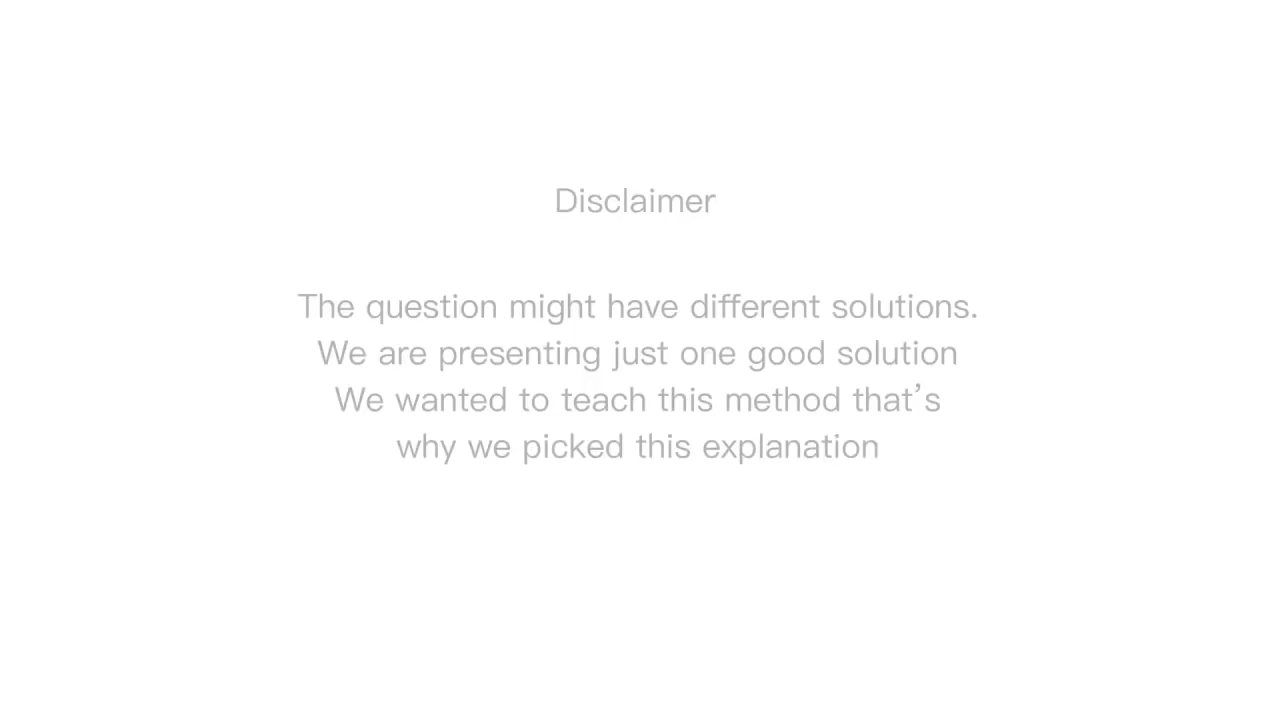 Disclaimer
The question might have different solutions.
We are presenting just one good solution
We wanted to teach this method that’s
why we picked this explanation